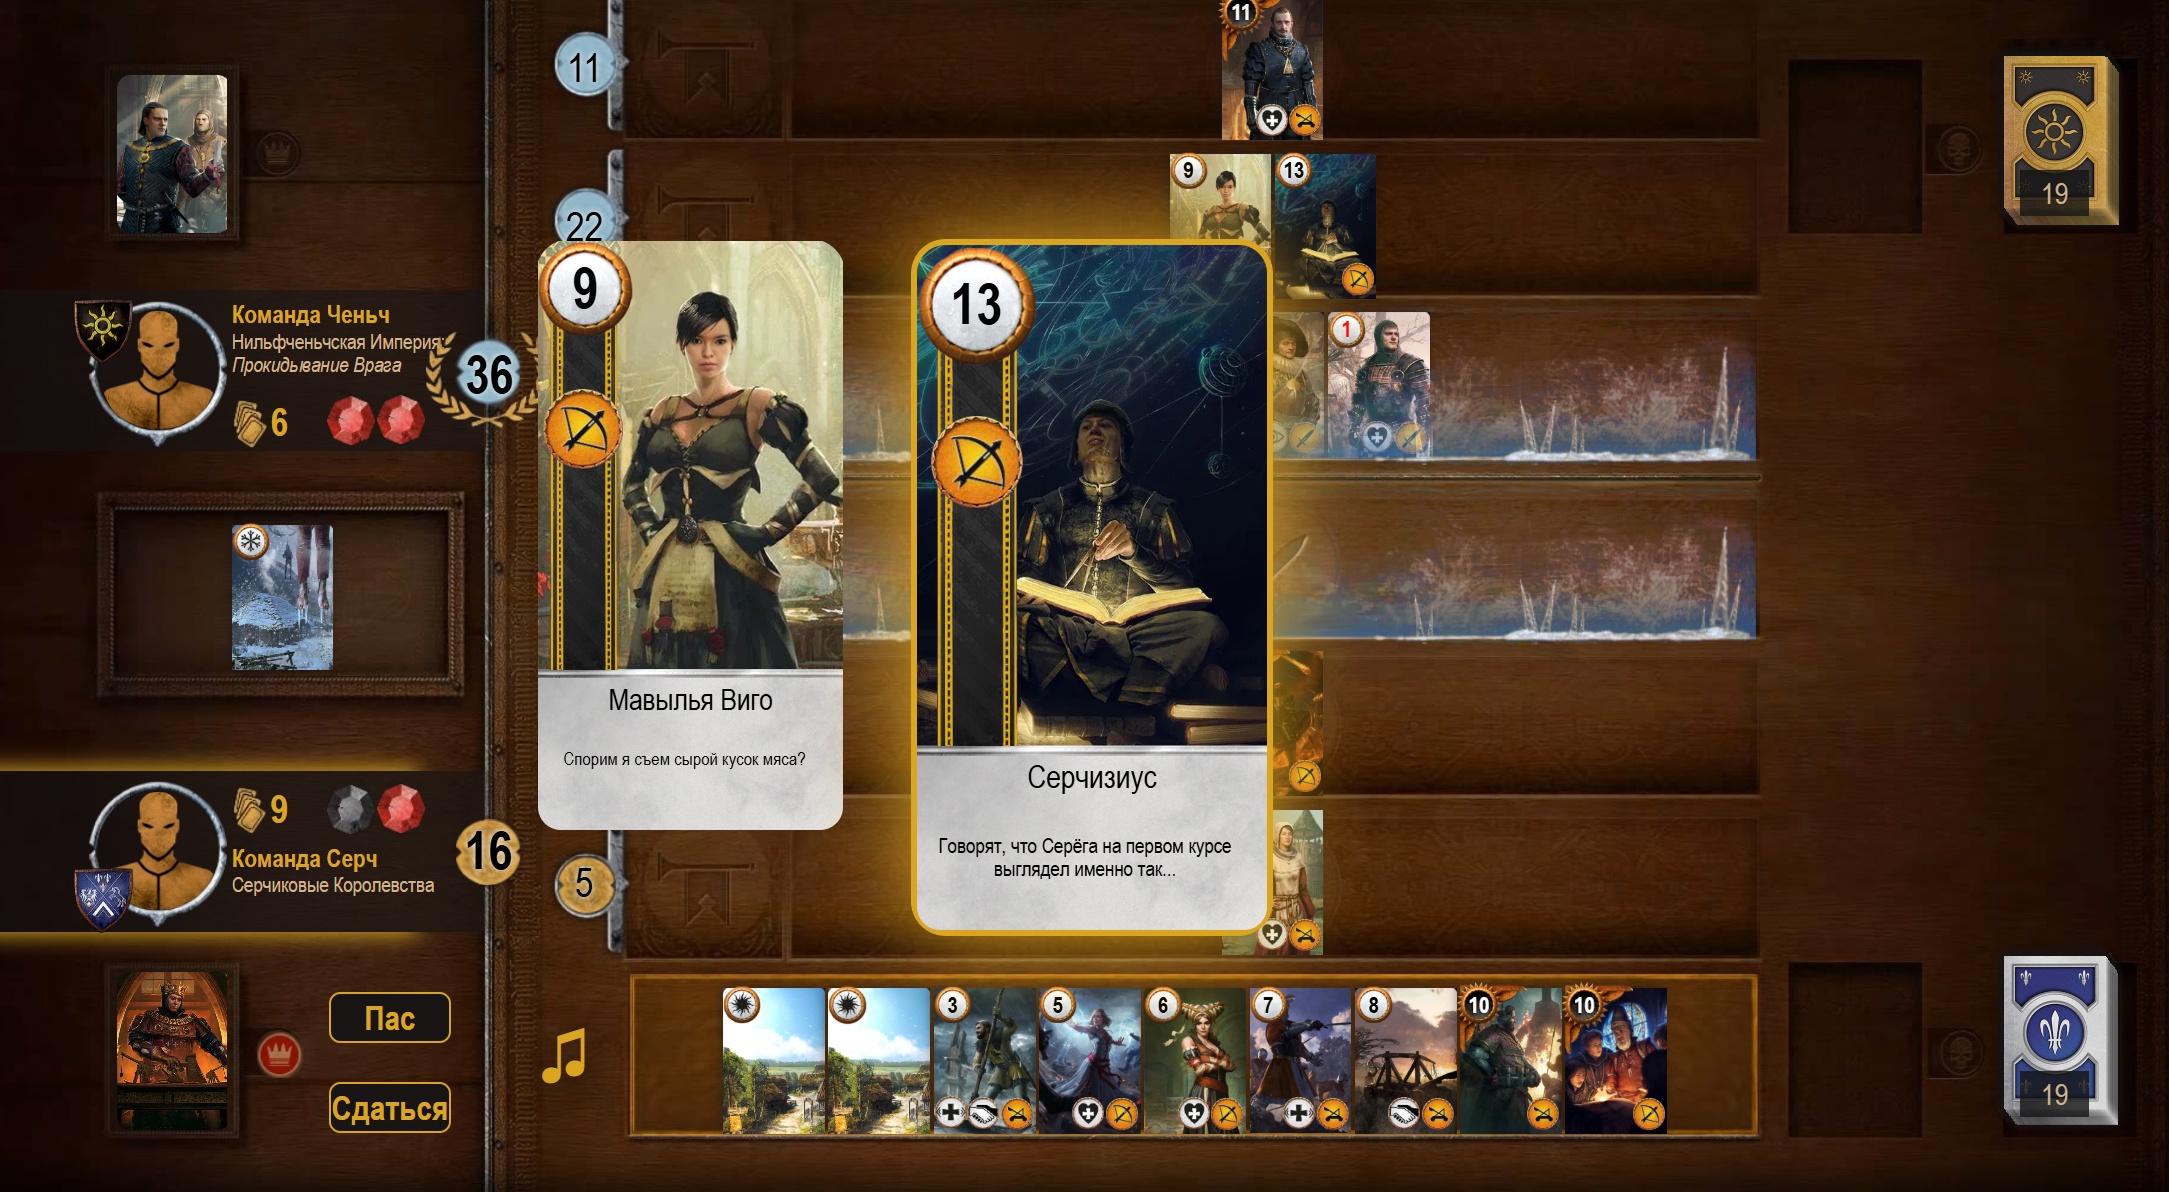 11
11
22
9
13
Команда Ченьч
Нильфченьчская Империя
Прокидывание Врага
6
36
1
9
Мавылья Виго
Спорим я съем сырой кусок мяса?
13
Серчизиус
Говорят, что Серёга на первом курсе
выглядел именно так...
19
9
Команда Серч
Серчиковые Королевства
16
5
Пас
Сдаться
3
5
6
7
8
10
10
19